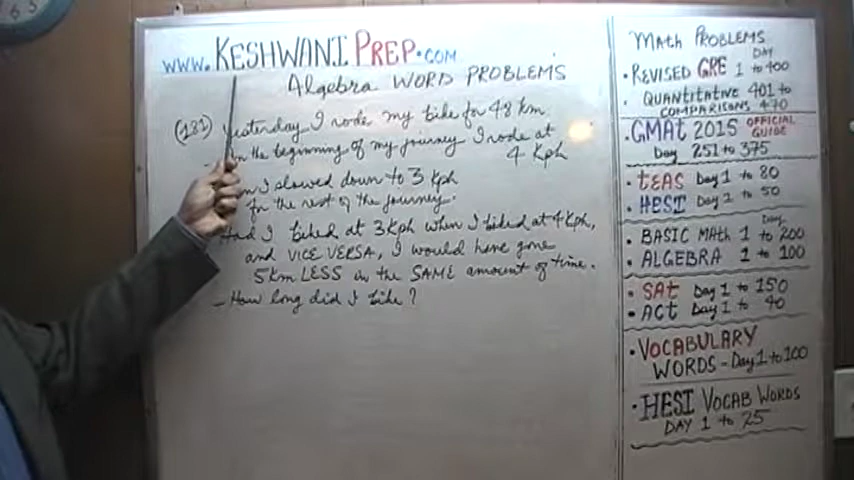 www.KESHWANI PREP.COM
Algebra WORD PROBLEMS
(181) Yesterday I rode my bike for 48 km
In the beginning of my journey I rode at
4 Kph
I slowed down to 3 Kph
for the rest of the journey.
Had I biked at 3Kph when I biked at 4Kph,
and VICE VERSA, I would have gone
5km LESS in the SAME amount of time.
- How long did I bike?
MAth PROBLEMS
DAY
• REVISED GRE 1 to 400
• QUANTITATIVE 401 to
COMPARISONS 470
• GMAt 2015 OFFICIAL
GUIDE
Day 251 to 375
• tEAS Day 1 to 80
• HESI Day 1 to 50
Day
• BASIC MAth 1 to 200
• ALGEBRA 1 to 100
• SAt Day 1 to 150
• ACt Day 1 to 40
• VOCABULARY
WORDS - Day 1 to 100
• HESI VOCAB WORDS
DAY 1 to 25